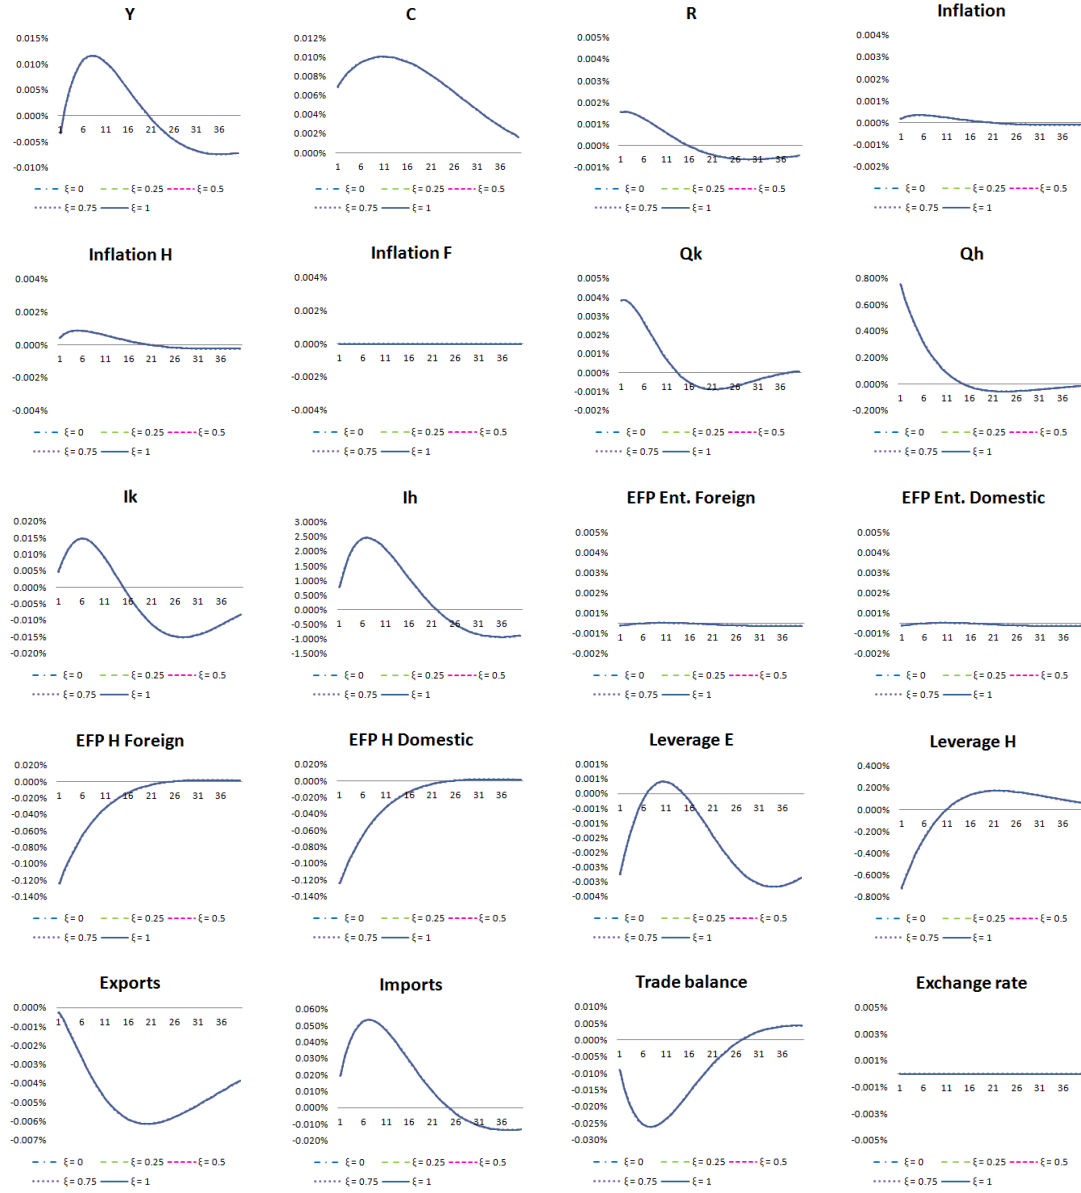 Y
0.015%
0.010%
0.005%
0.000%
1 6 11 16 21 26 31 36
-0.005%
-0.010%
ξ = 0 ξ = 0.25 ξ = 0.5
ξ = 0.75 ξ = 1
C
0.012%
0.010%
0.008%
0.006%
0.004%
0.002%
0.000%
1 6 11 16 21 26 31 36
ξ = 0 ξ = 0.25 ξ = 0.5
ξ = 0.75 ξ = 1
R
0.005%
0.003%
0.003%
0.002%
0.001%
0.000%
-0.001%
1 6 11 16 21 26 31 36
ξ = 0 ξ = 0.25 ξ = 0.5
ξ = 0.75 ξ = 1
Inflation
0.004%
0.003%
0.001%
0.000%
-0.001%
-0.002%
1 6 11 16 21 26 31 36
ξ = 0 ξ = 0.25 ξ = 0.5
ξ = 0.75 ξ = 1
Inflation H
0.004%
0.002%
0.000%
1 6 11 16 21 26 31 36
-0.002%
-0.004%
ξ = 0 ξ = 0.25 ξ = 0.5
ξ = 0.75 ξ = 1
Inflation F
0.004%
0.002%
0.000%
1 6 11 16 21 26 31 36
-0.002%
-0.004%
ξ = 0 ξ = 0.25 ξ = 0.5
ξ = 0.75 ξ = 1
Qk
0.005%
0.004%
0.003%
0.002%
0.001%
0.000%
-0.001%
-0.002%
1 6 11 16 21 26 31 36
ξ = 0 ξ = 0.25 ξ = 0.5
ξ = 0.75 ξ = 1
Qh
0.800%
0.600%
0.400%
0.200%
0.000%
-0.200%
1 6 11 16 21 26 31 36
ξ = 0 ξ = 0.25 ξ = 0.5
ξ = 0.75 ξ = 1
Ik
0.020%
0.015%
0.010%
0.005%
0.000%
-0.005%
-0.010%
-0.015%
-0.020%
1 6 11 16 21 26 31 36
ξ = 0 ξ = 0.25 ξ = 0.5
ξ = 0.75 ξ = 1
Ih
3.000%
2.500%
2.000%
1.500%
1.000%
0.500%
0.000%
-0.500%
-1.000%
-1.500%
1 6 11 16 21 26 31 36
ξ = 0 ξ = 0.25 ξ = 0.5
ξ = 0.75 ξ = 1
EFP Ent. Foreign
0.005%
0.004%
0.003%
0.002%
0.001%
-0.001%
-0.002%
1 6 11 16 21 26 31 36
ξ = 0 ξ = 0.25 ξ = 0.5
ξ = 0.75 ξ = 1
EFP Ent. Domestic
0.005%
0.004%
0.003%
0.002%
0.001%
-0.001%
-0.002%
1 6 11 16 21 26 31 36
ξ = 0 ξ = 0.25 ξ = 0.5
ξ = 0.75 ξ = 1
EFP H Foreign
0.020%
0.000%
-0.020%
-0.040%
-0.060%
-0.080%
-0.100%
-0.120%
-0.140%
1 6 11 16 21 26 31 36
ξ = 0 ξ = 0.25 ξ = 0.5
ξ = 0.75 ξ = 1
EFP H Domestic
0.020%
0.000%
-0.020%
-0.040%
-0.060%
-0.080%
-0.100%
-0.120%
-0.140%
1 6 11 16 21 26 31 36
ξ = 0 ξ = 0.25 ξ = 0.5
ξ = 0.75 ξ = 1
Leverage E
0.001%
0.001%
0.000%
-0.001%
-0.001%
-0.002%
-0.002%
-0.003%
-0.003%
-0.004%
1 6 11 16 21 26 31 36
ξ = 0 ξ = 0.25 ξ = 0.5
ξ = 0.75 ξ = 1
Leverage H
0.400%
0.200%
0.000%
-0.200%
-0.400%
-0.600%
-0.800%
1 6 11 16 21 26 31 36
ξ = 0 ξ = 0.25 ξ = 0.5
ξ = 0.75 ξ = 1
Exports
0.000%
-0.001%
-0.002%
-0.003%
-0.004%
-0.005%
-0.006%
-0.007%
1 6 11 16 21 26 31 36
ξ = 0 ξ = 0.25 ξ = 0.5
ξ = 0.75 ξ = 1
Imports
0.060%
0.050%
0.040%
0.030%
0.020%
0.010%
0.000%
-0.010%
-0.020%
1 6 11 16 21 26 31 36
ξ = 0 ξ = 0.25 ξ = 0.5
ξ = 0.75 ξ = 1
Trade balance
0.010%
0.005%
0.000%
-0.005%
-0.010%
-0.015%
-0.020%
-0.025%
-0.030%
1 6 11 16 21 26 31 36
ξ = 0 ξ = 0.25 ξ = 0.5
ξ = 0.75 ξ = 1
Exchange rate
0.005%
0.003%
0.001%
-0.001%
-0.003%
-0.005%
1 6 11 16 21 26 31 36
ξ = 0 ξ = 0.25 ξ = 0.5
ξ = 0.75 ξ = 1